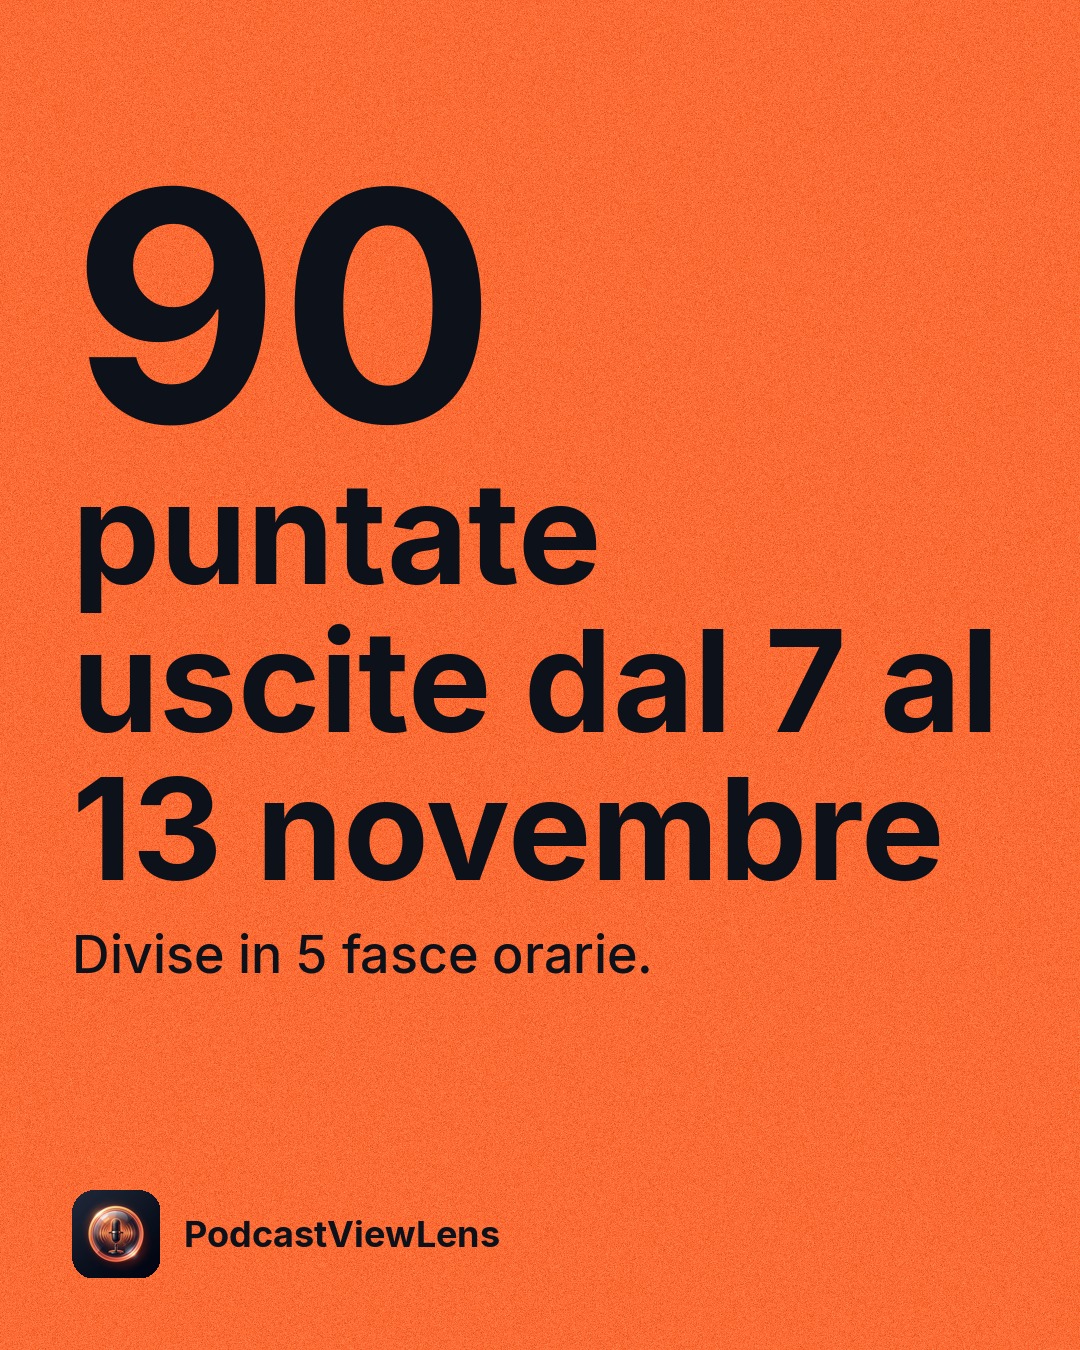 90
puntate
uscite dal 7 al
13 novembre
Divise in 5 fasce orarie.
PodcastViewLens